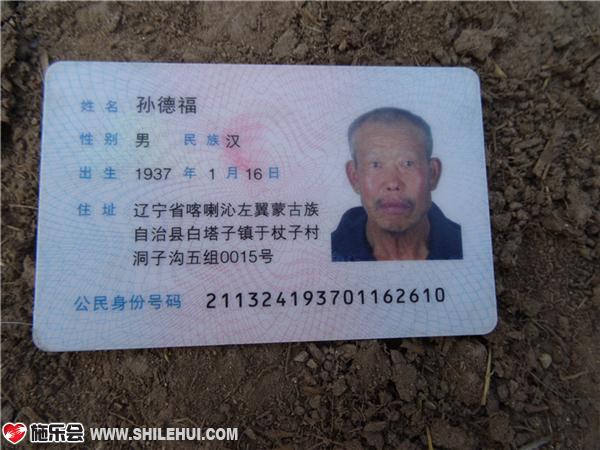 姓名 孙德福
性别 男 民族 汉
出生 1937 年 1 月 16 日
住址 辽宁省喀喇沁左翼蒙古族
自治县白塔子镇于杖子村
洞子沟五组0015号
公民身份号码 211324193701162610
施乐会 WWW.SHILEHUI.COM